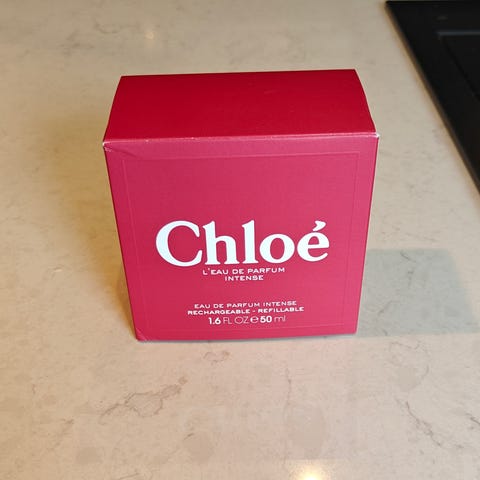 Chloé
L'EAU DE PARFUM
INTENSE
EAU DE PARFUM INTENSE
RECHARGEABLE - REFILLABLE
1.6 FL OZ ℮ 50 ml